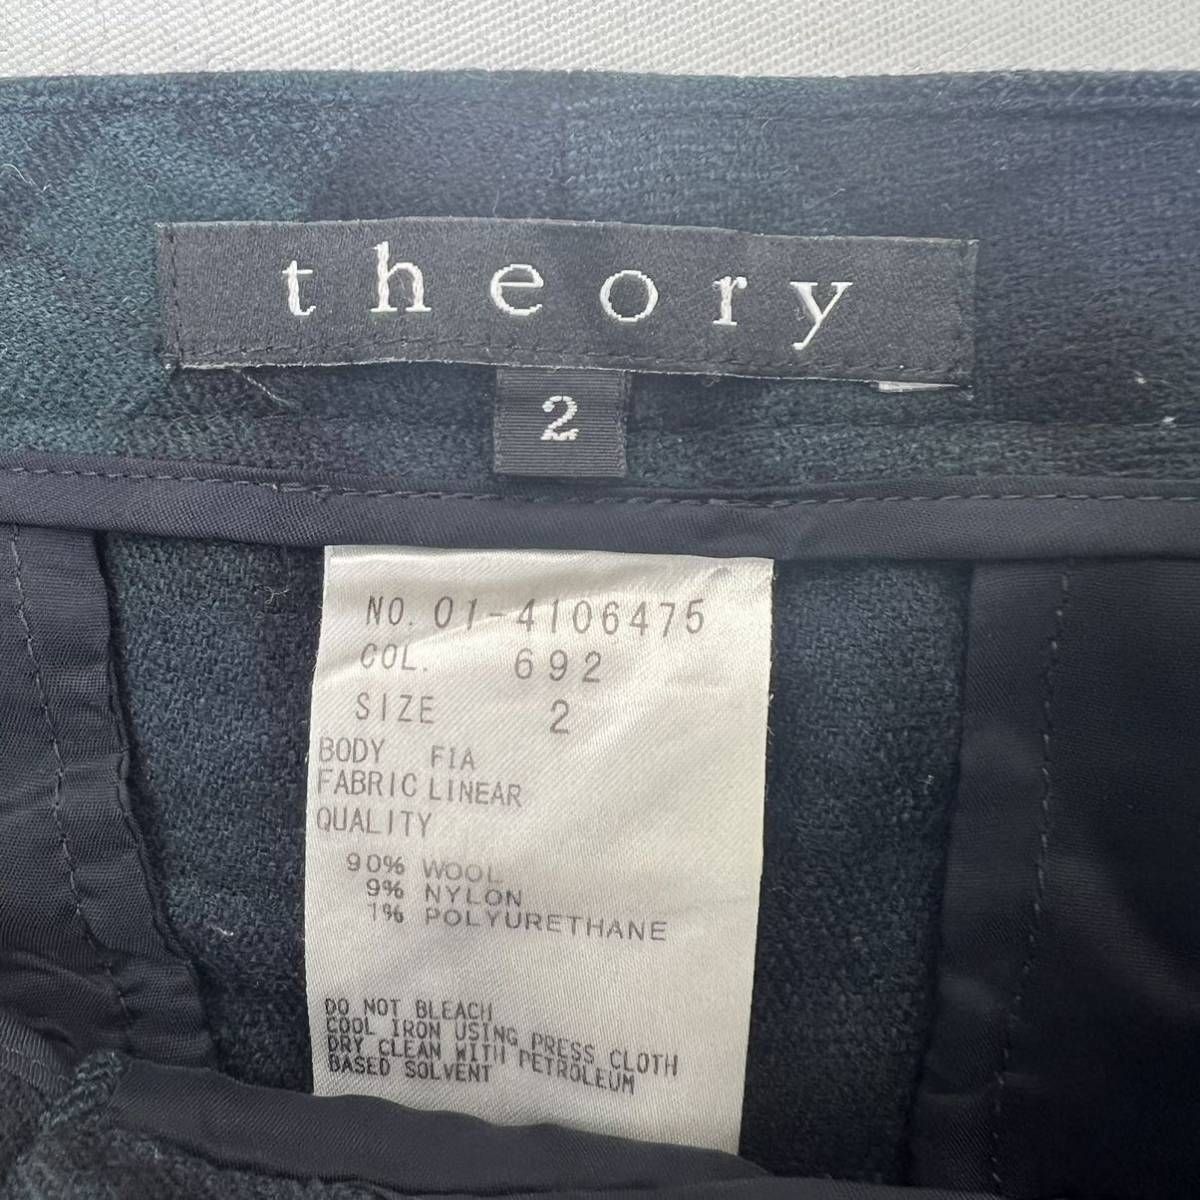 theory
2
NO. 01-4106475
COL. 692
SIZE 2
BODY FIA
FABRIC LINEAR
QUALITY
90% WOOL
9% NYLON
1% POLYURETHANE
DO NOT BLEACH
COOL IRON USING PRESS CLOTH
DRY CLEAN WITH PETROLEUM
BASED SOLVENT